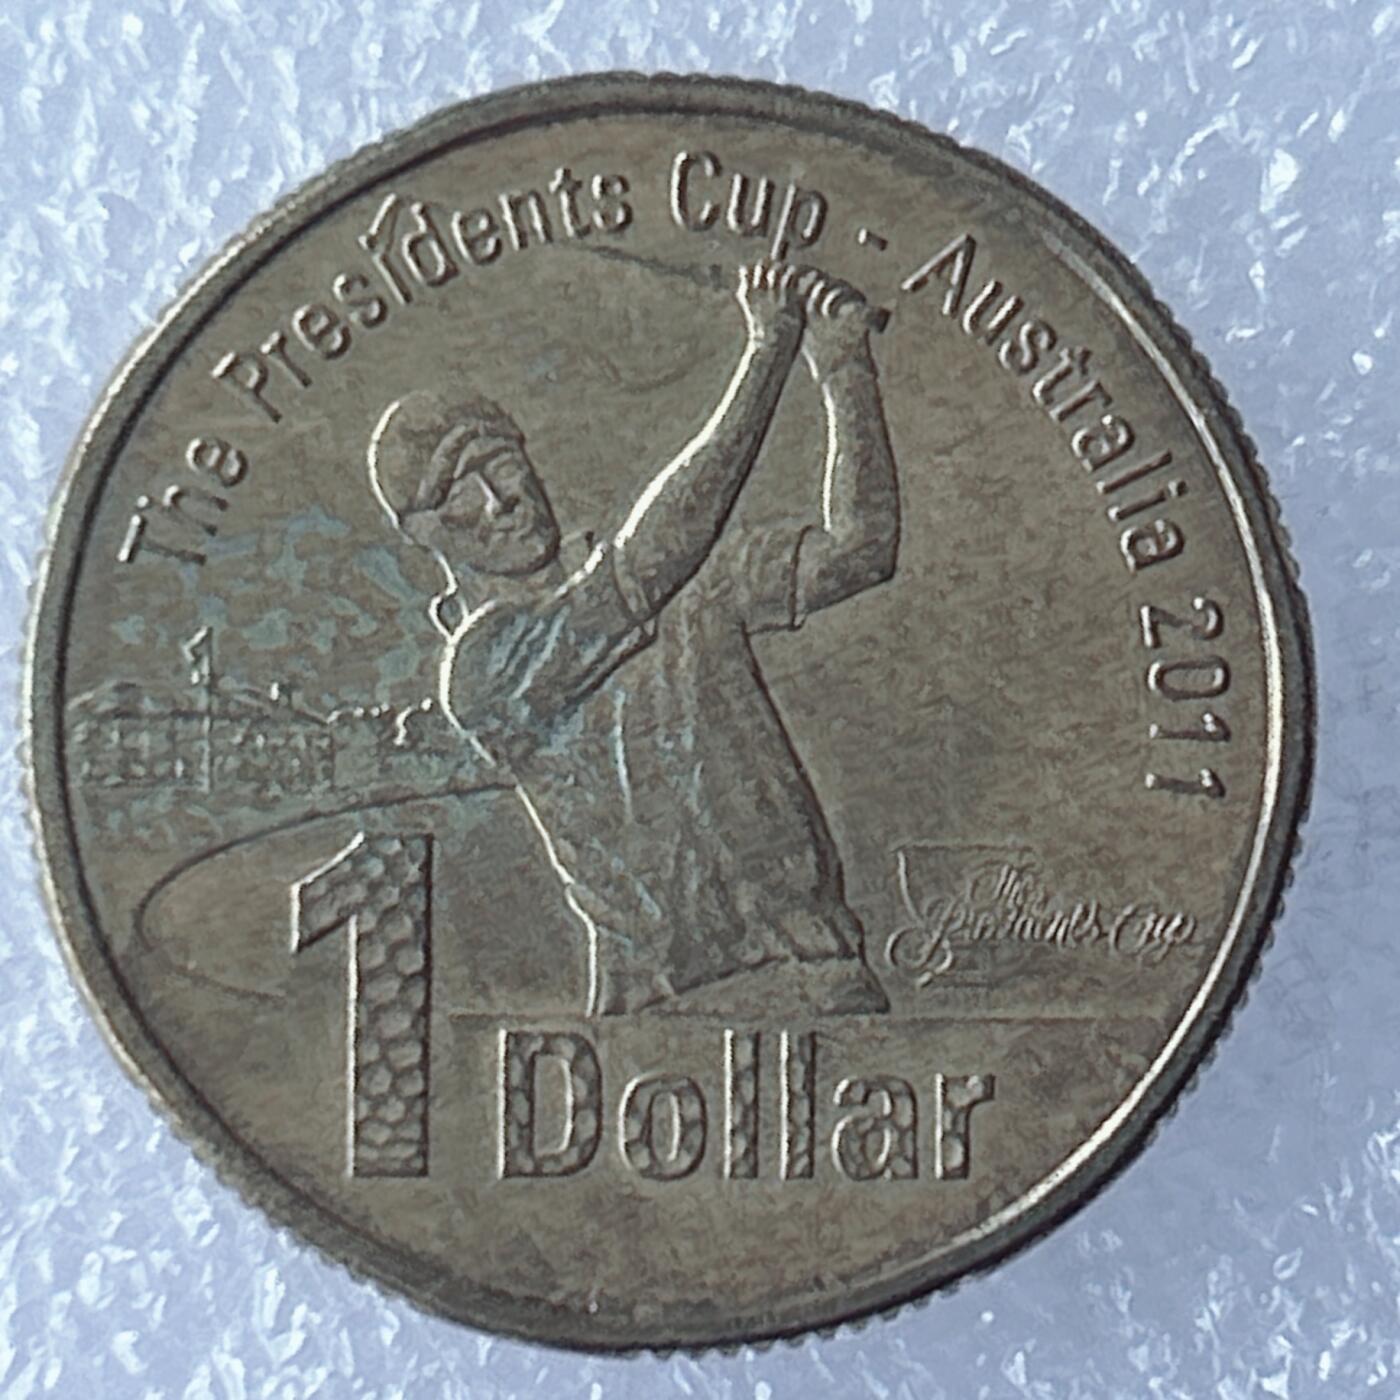 The Presidents Cup - Australia 2011
The
Presidents Cup
1 Dollar